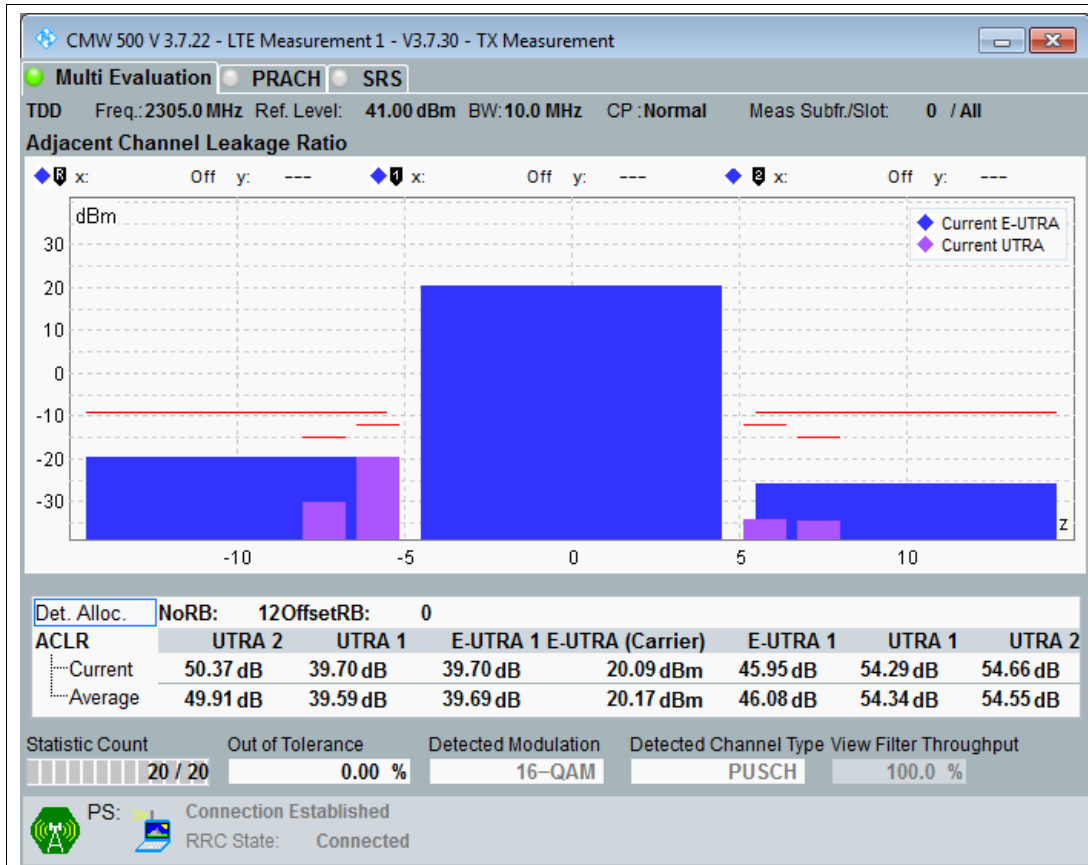 CMW 500 V 3.7.22 - LTE Measurement 1 - V3.7.30 - TX Measurement
Multi Evaluation PRACH SRS
TDD Freq.: 2305.0 MHz Ref. Level: 41.00 dBm BW: 10.0 MHz CP : Normal Meas Subfr./Slot: 0 / All
Adjacent Channel Leakage Ratio
R x: Off y: --- 1 x: Off y: --- 2 x: Off y: ---
dBm
Current E-UTRA
Current UTRA
30
20
10
0
-10
-20
-30
z
-10 -5 0 5 10
Det. Alloc. NoRB: 12 OffsetRB: 0
ACLR UTRA 2 UTRA 1 E-UTRA 1 E-UTRA (Carrier) E-UTRA 1 UTRA 1 UTRA 2
Current 50.37 dB 39.70 dB 39.70 dB 20.09 dBm 45.95 dB 54.29 dB 54.66 dB
Average 49.91 dB 39.59 dB 39.69 dB 20.17 dBm 46.08 dB 54.34 dB 54.55 dB
Statistic Count Out of Tolerance Detected Modulation Detected Channel Type View Filter Throughput
20 / 20 0.00 % 16-QAM PUSCH 100.0 %
PS: Connection Established
RRC State: Connected